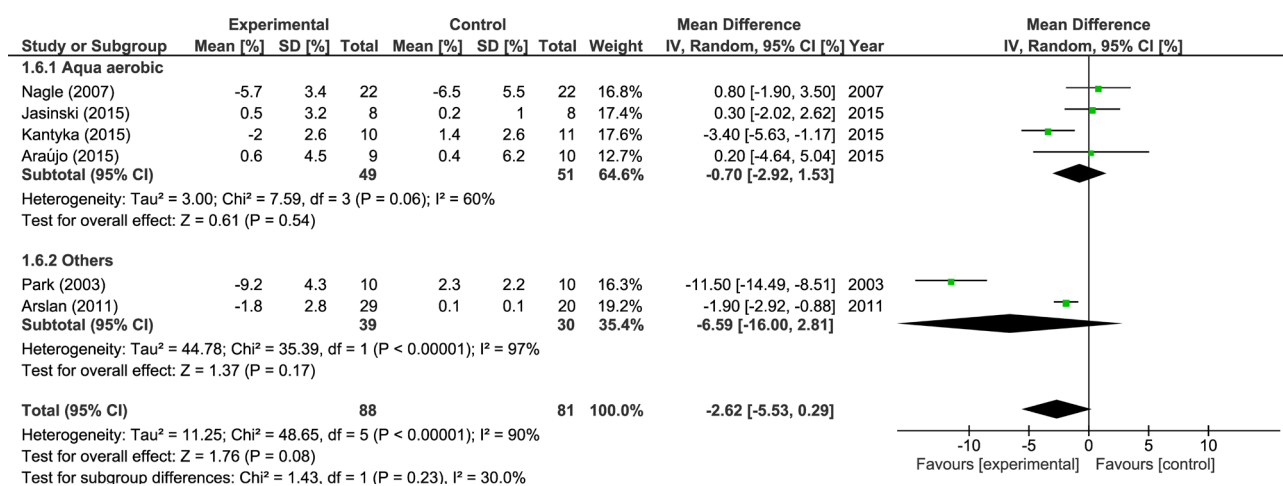 Experimental Control Mean Difference Mean Difference
Study or Subgroup Mean [%] SD [%] Total Mean [%] SD [%] Total Weight IV, Random, 95% CI [%] Year IV, Random, 95% CI [%]
1.6.1 Aqua aerobic
Nagle (2007) -5.7 3.4 22 -6.5 5.5 22 16.8% 0.80 [-1.90, 3.50] 2007
Jasinski (2015) 0.5 3.2 8 0.2 1 8 17.4% 0.30 [-2.02, 2.62] 2015
Kantyka (2015) -2 2.6 10 1.4 2.6 11 17.6% -3.40 [-5.63, -1.17] 2015
Araújo (2015) 0.6 4.5 9 0.4 6.2 10 12.7% 0.20 [-4.64, 5.04] 2015
Subtotal (95% CI) 49 51 64.6% -0.70 [-2.92, 1.53]
Heterogeneity: Tau² = 3.00; Chi² = 7.59, df = 3 (P = 0.06); I² = 60%
Test for overall effect: Z = 0.61 (P = 0.54)
1.6.2 Others
Park (2003) -9.2 4.3 10 2.3 2.2 10 16.3% -11.50 [-14.49, -8.51] 2003
Arslan (2011) -1.8 2.8 29 0.1 0.1 20 19.2% -1.90 [-2.92, -0.88] 2011
Subtotal (95% CI) 39 30 35.4% -6.59 [-16.00, 2.81]
Heterogeneity: Tau² = 44.78; Chi² = 35.39, df = 1 (P < 0.00001); I² = 97%
Test for overall effect: Z = 1.37 (P = 0.17)
Total (95% CI) 88 81 100.0% -2.62 [-5.53, 0.29]
Heterogeneity: Tau² = 11.25; Chi² = 48.65, df = 5 (P < 0.00001); I² = 90%
Test for overall effect: Z = 1.76 (P = 0.08)
Test for subgroup differences: Chi² = 1.43, df = 1 (P = 0.23), I² = 30.0%
-10 -5 0 5 10
Favours [experimental] Favours [control]